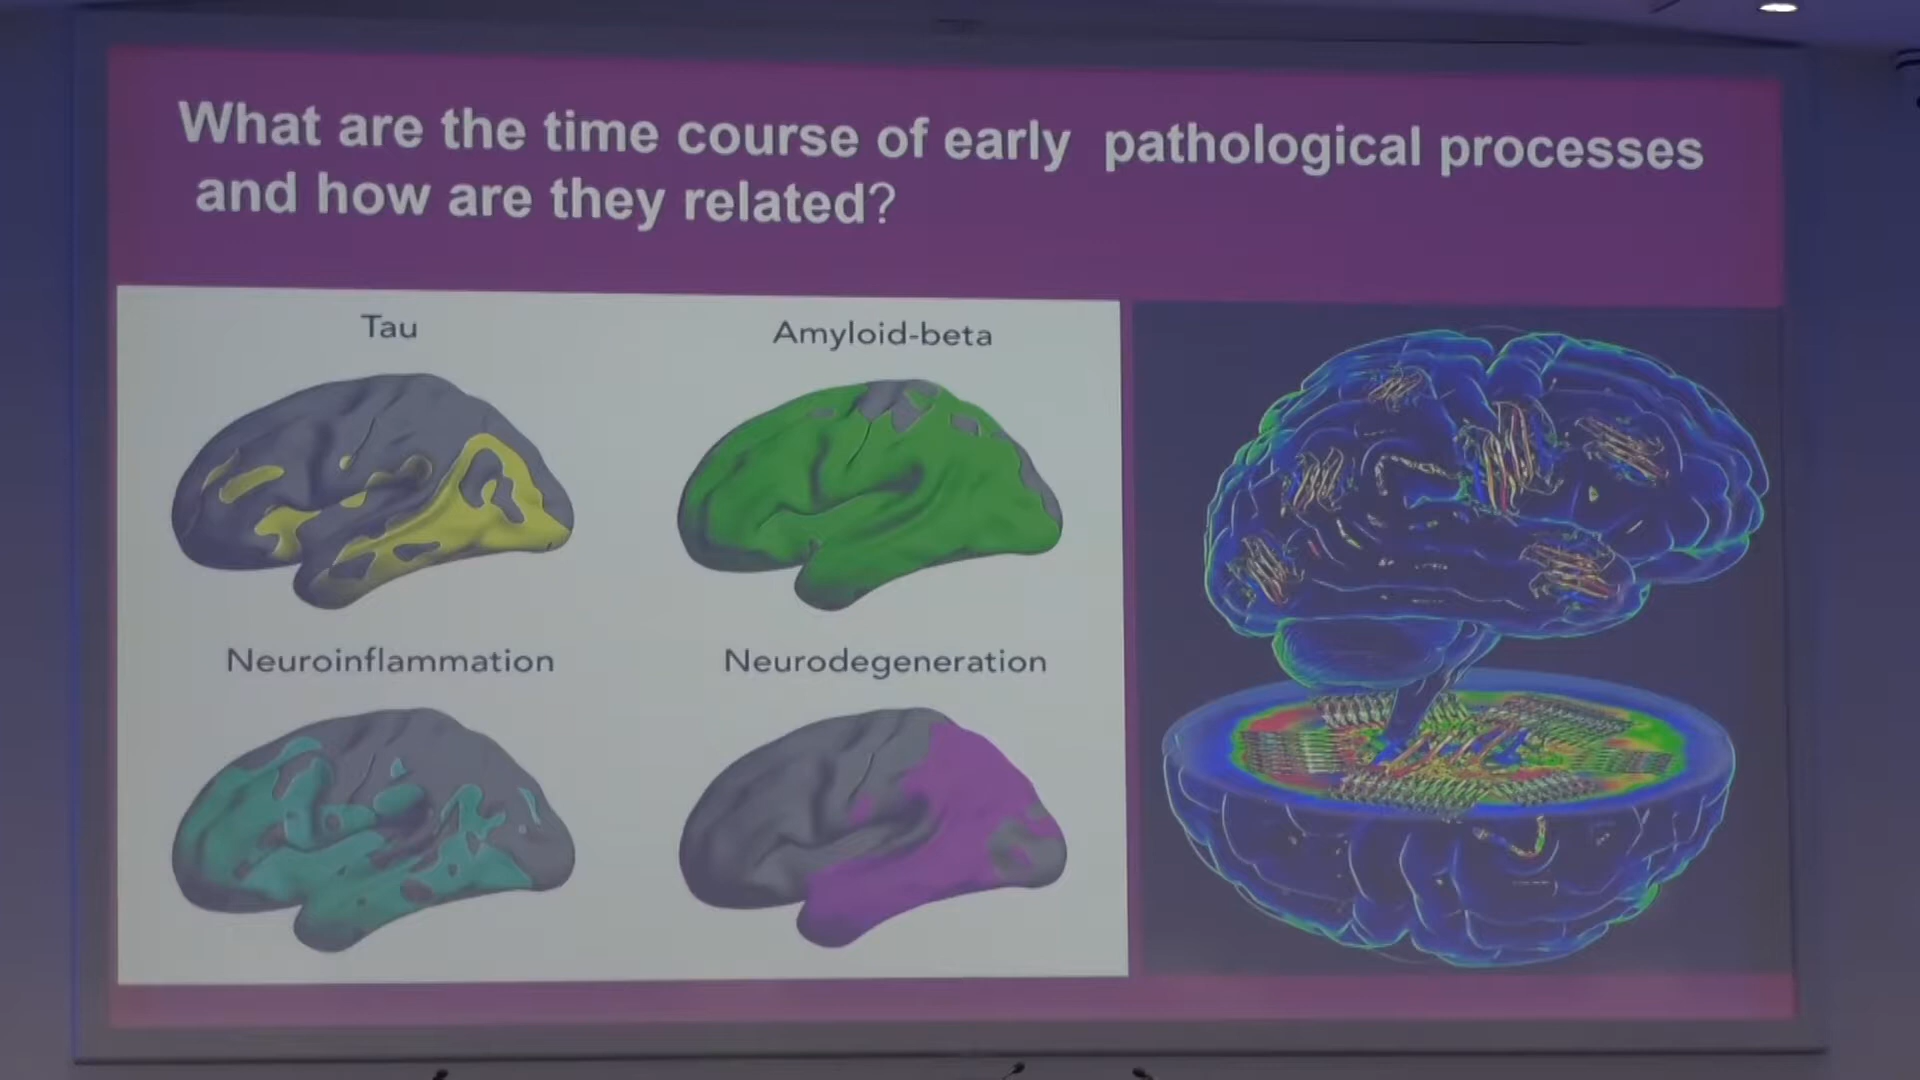 What are the time course of early pathological processes
and how are they related?
Tau
Amyloid-beta
Neuroinflammation
Neurodegeneration